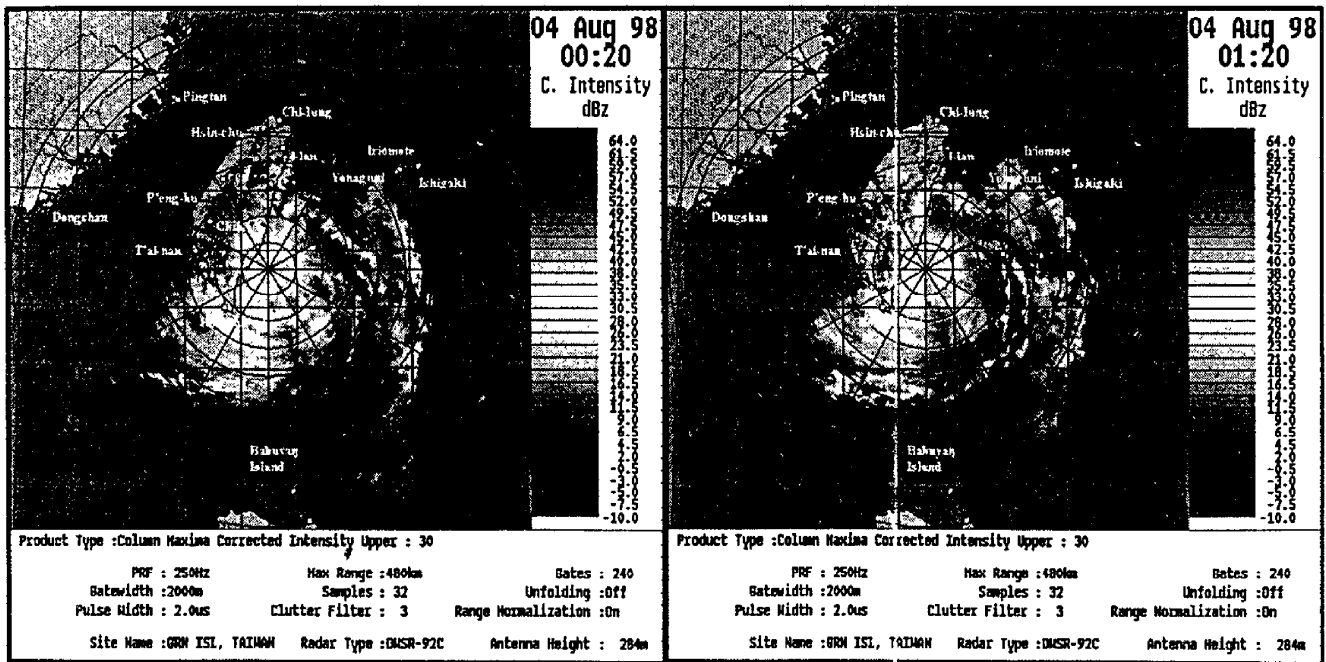 04 Aug 98
00:20
C. Intensity
dBz
64.0
61.5
54.5
52.0
49.5
42.5
40.0
38.0
33.0
30.5
28.0
26.0
23.5
21.0
18.5
16.5
14.0
11.5
9.0
6.5
4.5
2.0
-0.5
-3.0
-5.0
-7.5
-10.0
Pingtan
Chi-lung
Hsin-chu
I-lan
Iriomote
Yonaguni
Ishigaki
P'eng-hu
Dongshan
T'ai-nan
Island
Product Type :Column Maxima Corrected Intensity Upper : 30
PRF : 250Hz Max Range :480km Gates : 240
Gatewidth :2000m Samples : 32 Unfolding :Off
Pulse Width : 2.0us Clutter Filter : 3 Range Normalization :On
Site Name :GRN ISI, TAIWAN Radar Type :DWSR-92C Antenna Height : 284m
04 Aug 98
01:20
C. Intensity
dBz
64.0
61.5
54.5
52.0
49.5
42.5
40.0
38.0
33.0
30.5
28.0
26.0
23.5
21.0
18.5
16.5
14.0
11.5
9.0
6.5
4.5
2.0
-0.5
-3.0
-5.0
-7.5
-10.0
Pingtan
Chi-lung
Hsin-chu
I-lan
Iriomote
Ishigaki
P'eng-hu
Dongshan
T'ai-nan
Island
Product Type :Column Maxima Corrected Intensity Upper : 30
PRF : 250Hz Max Range :480km Gates : 240
Gatewidth :2000m Samples : 32 Unfolding :Off
Pulse Width : 2.0us Clutter Filter : 3 Range Normalization :On
Site Name :GRN ISI, TAIWAN Radar Type :DWSR-92C Antenna Height : 284m